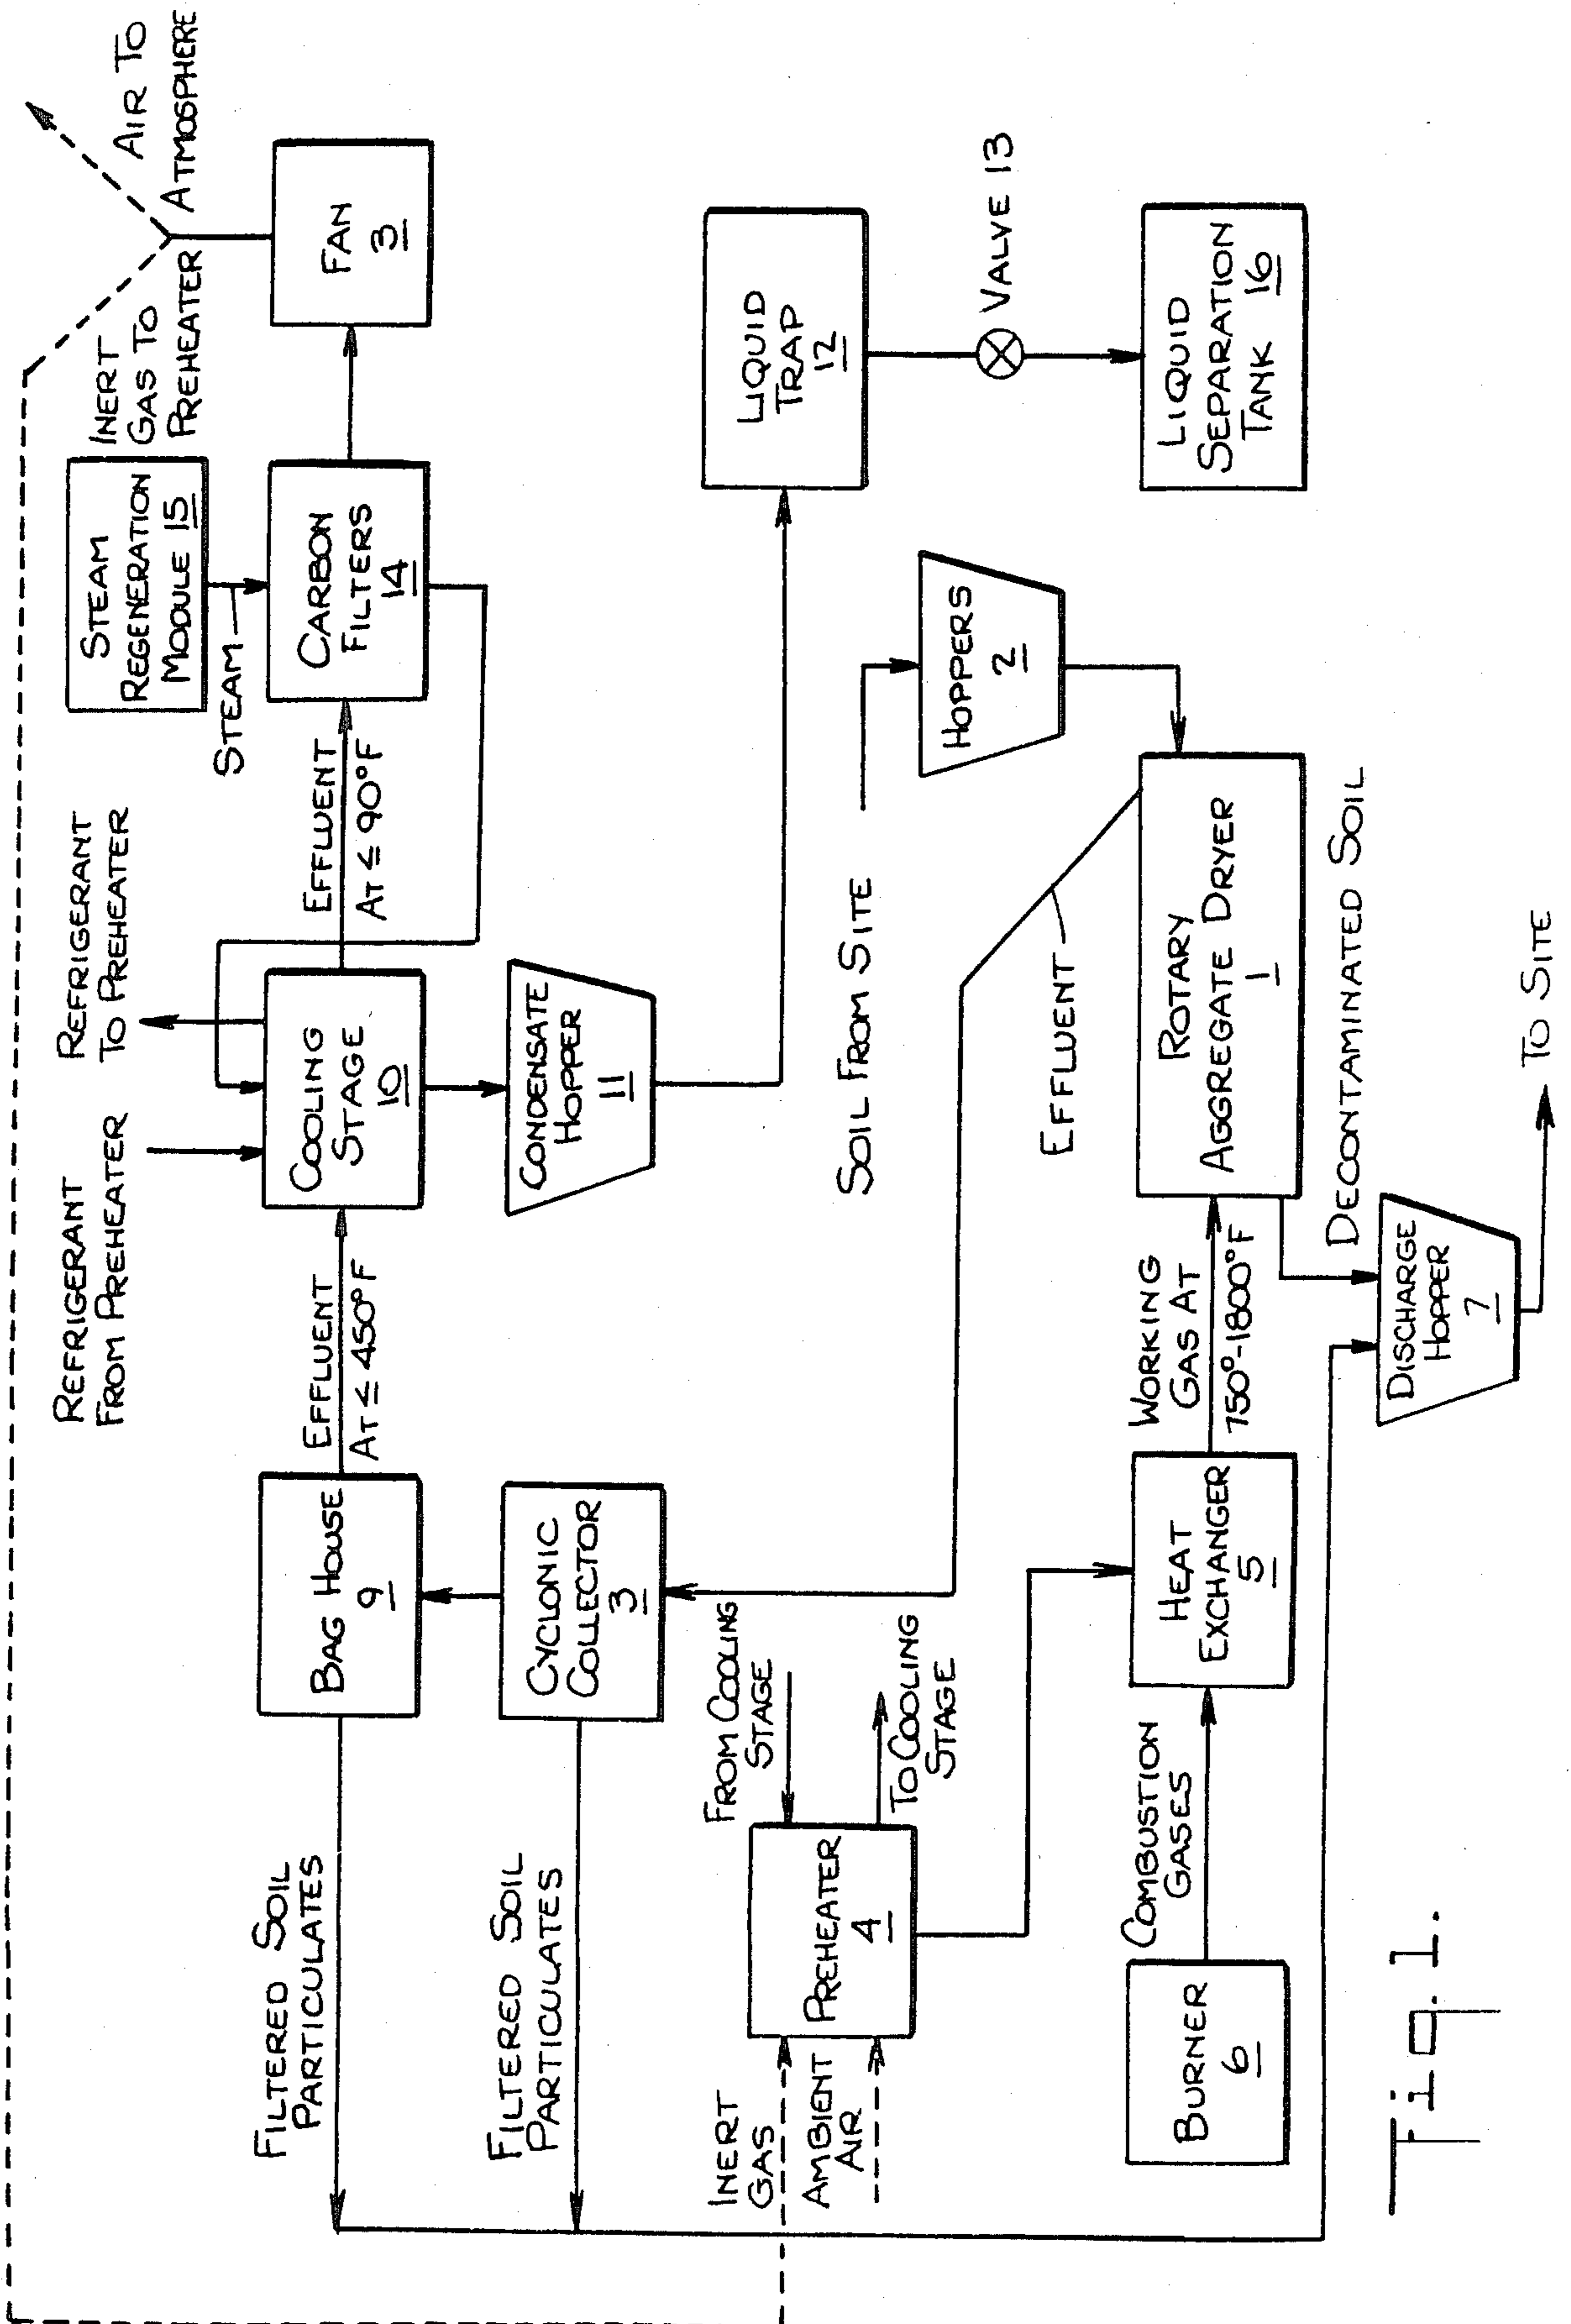 AIR TO
ATMOSPHERE
INERT
GAS TO
PREHEATER
FAN
3
STEAM
REGENERATION
MODULE 15
STEAM
CARBON
FILTERS
14
EFFLUENT
AT ≤ 90°F
REFRIGERANT
TO PREHEATER
REFRIGERANT
FROM PREHEATER
COOLING
STAGE
10
EFFLUENT
AT ≤ 450°F
BAG HOUSE
9
FILTERED SOIL
PARTICULATES
CONDENSATE
HOPPER
11
CYCLONIC
COLLECTOR
3
FILTERED SOIL
PARTICULATES
LIQUID
TRAP
12
VALVE 13
LIQUID
SEPARATION
TANK 16
HOPPERS
2
SOIL FROM SITE
EFFLUENT
FROM COOLING
STAGE
TO COOLING
STAGE
PREHEATER
4
INERT
GAS
AMBIENT
AIR
ROTARY
AGGREGATE DRYER
1
WORKING
GAS AT
750°-1800°F
HEAT
EXCHANGER
5
COMBUSTION
GASES
BURNER
6
DECONTAMINATED SOIL
DISCHARGE
HOPPER
7
TO SITE
Fig. 1.